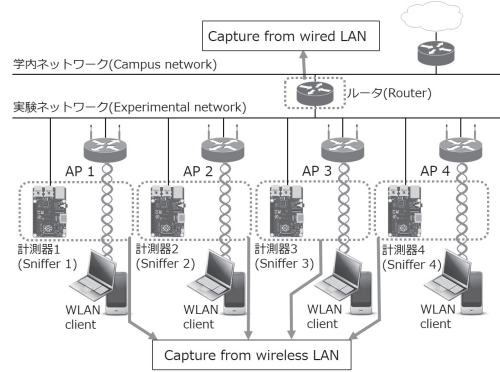 Capture from wired LAN
学内ネットワーク(Campus network)
ルータ(Router)
実験ネットワーク(Experimental network)
AP 1
AP 2
AP 3
AP 4
計測器1
(Sniffer 1)
計測器2
(Sniffer 2)
計測器3
(Sniffer 3)
計測器4
(Sniffer 4)
WLAN
client
WLAN
client
WLAN
client
WLAN
client
Capture from wireless LAN